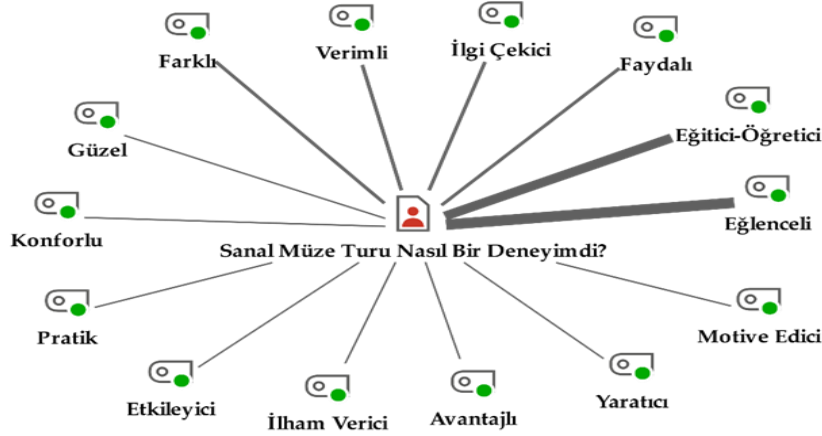 Farklı
Verimli
İlgi Çekici
Faydalı
Güzel
Eğitici-Öğretici
Konforlu
Eğlenceli
Sanal Müze Turu Nasıl Bir Deneyimdi?
Pratik
Motive Edici
Etkileyici
İlham Verici
Avantajlı
Yaratıcı